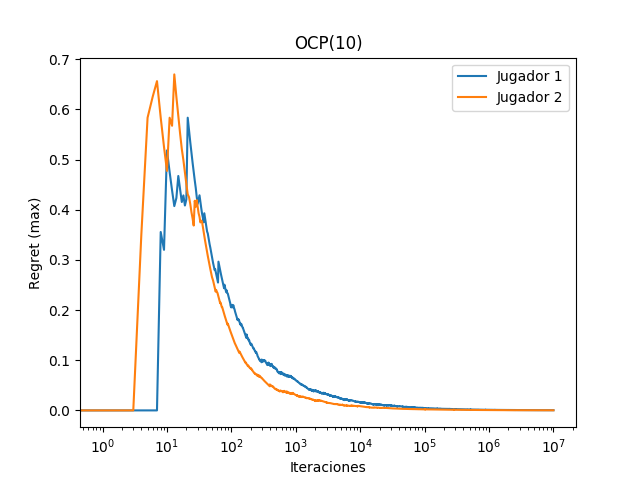 OCP(10)
Jugador 1
Jugador 2
Regret (max)
0.7
0.6
0.5
0.4
0.3
0.2
0.1
0.0
10⁰ 10¹ 10² 10³ 10⁴ 10⁵ 10⁶ 10⁷
Iteraciones